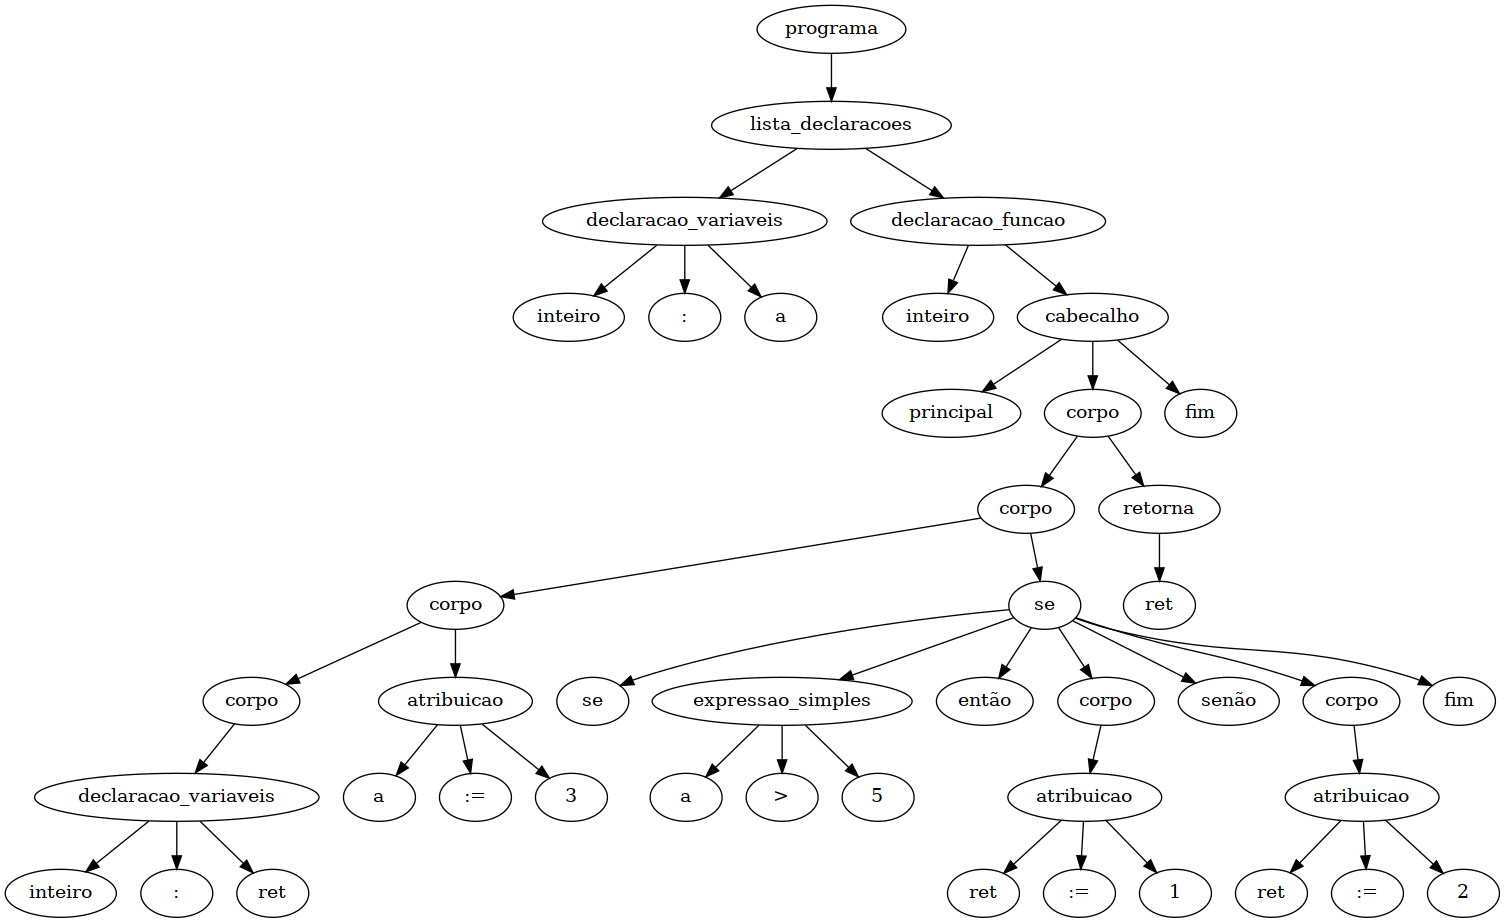 programa
lista_declaracoes
declaracao_variaveis declaracao_funcao
inteiro : a inteiro cabecalho
principal corpo fim
corpo retorna
corpo se ret
corpo atribuicao se expressao_simples então corpo senão corpo fim
declaracao_variaveis a := 3 a > 5 atribuicao atribuicao
inteiro : ret ret := 1 ret := 2